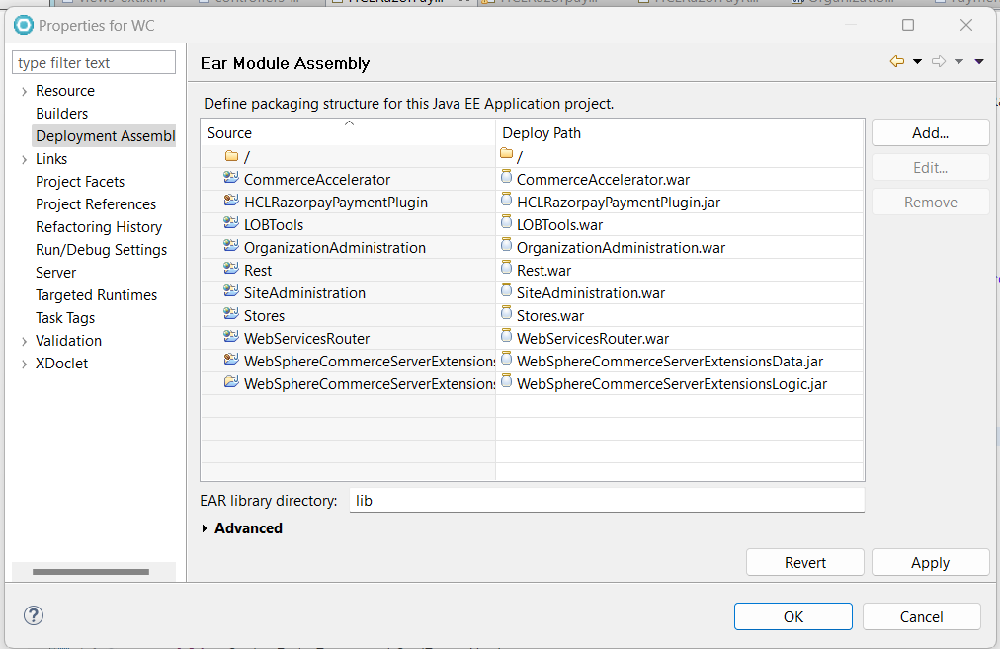 Properties for WC
type filter text
Resource
Builders
Deployment Assembl
Links
Project Facets
Project References
Refactoring History
Run/Debug Settings
Server
Targeted Runtimes
Task Tags
Validation
XDoclet
Ear Module Assembly
Define packaging structure for this Java EE Application project.
Source Deploy Path
/ /
CommerceAccelerator CommerceAccelerator.war
HCLRazorpayPaymentPlugin HCLRazorpayPaymentPlugin.jar
LOBTools LOBTools.war
OrganizationAdministration OrganizationAdministration.war
Rest Rest.war
SiteAdministration SiteAdministration.war
Stores Stores.war
WebServicesRouter WebServicesRouter.war
WebSphereCommerceServerExtensions WebSphereCommerceServerExtensionsData.jar
WebSphereCommerceServerExtensions WebSphereCommerceServerExtensionsLogic.jar
Add...
Edit...
Remove
EAR library directory: lib
Advanced
Revert Apply
? OK Cancel